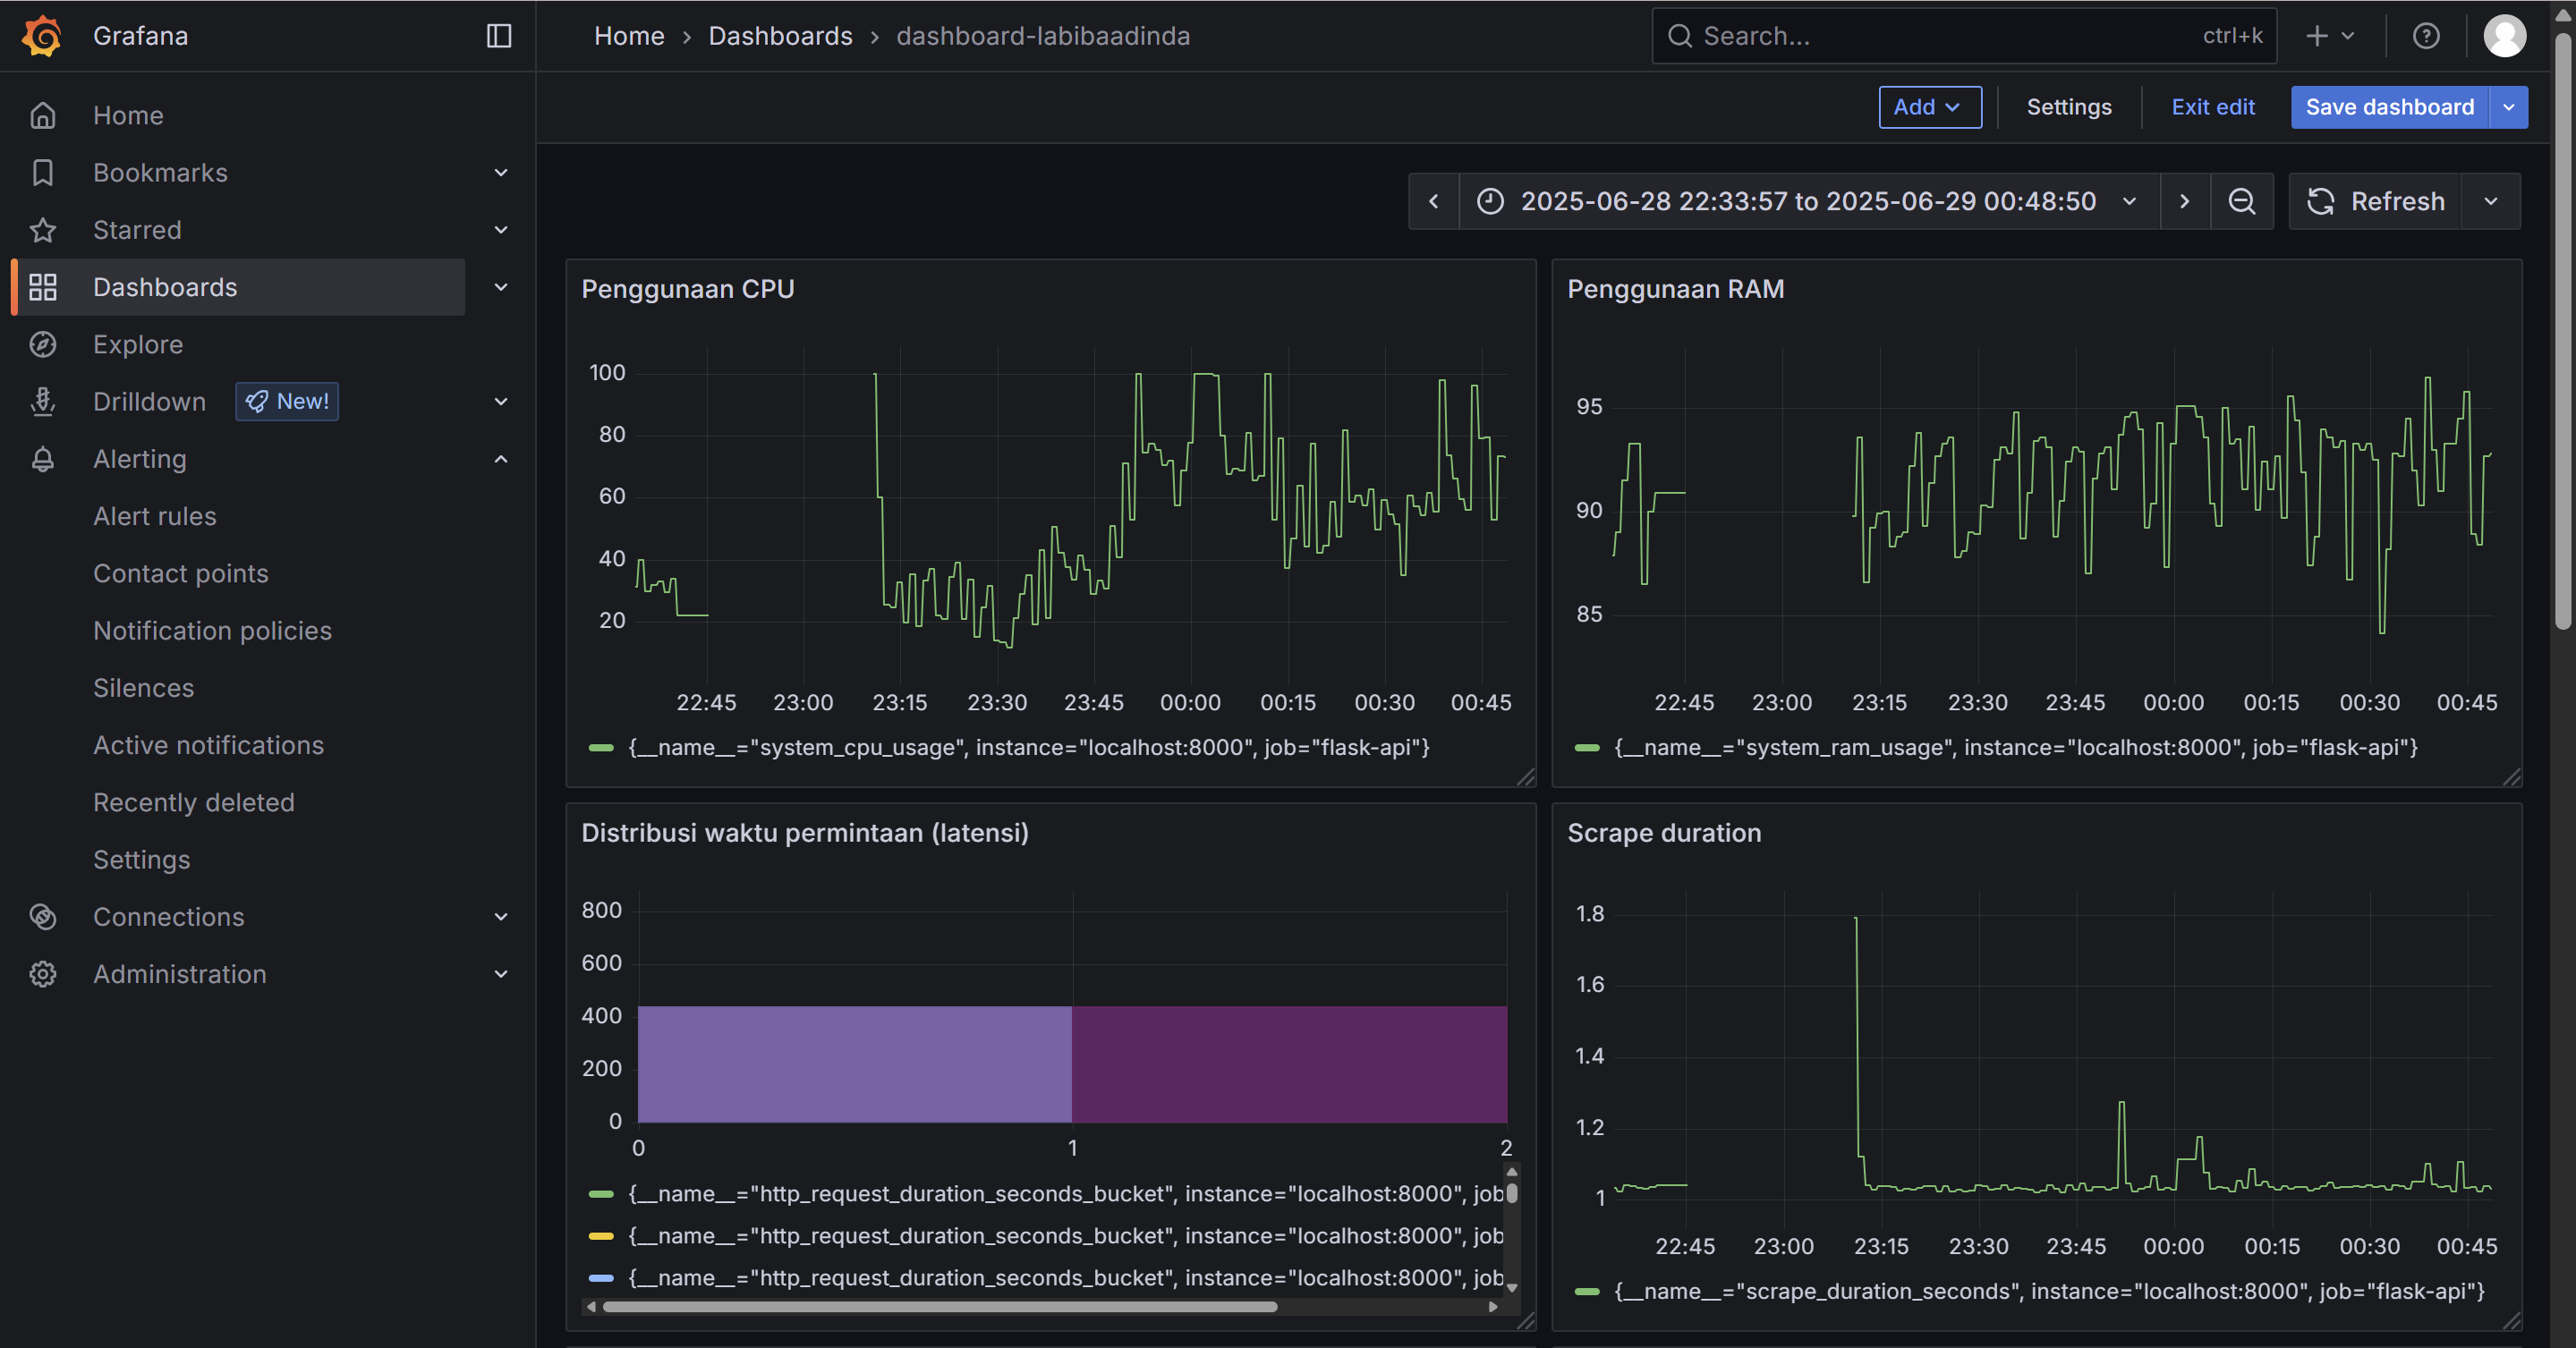 Grafana
Home › Dashboards › dashboard-labibaadinda
Search...
ctrl+k
Add
Settings
Exit edit
Save dashboard
Home
Bookmarks
Starred
Dashboards
Explore
Drilldown
New!
Alerting
Alert rules
Contact points
Notification policies
Silences
Active notifications
Recently deleted
Settings
Connections
Administration
2025-06-28 22:33:57 to 2025-06-29 00:48:50
Refresh
Penggunaan CPU
100
80
60
40
20
22:45 23:00 23:15 23:30 23:45 00:00 00:15 00:30 00:45
{__name__="system_cpu_usage", instance="localhost:8000", job="flask-api"}
Penggunaan RAM
95
90
85
22:45 23:00 23:15 23:30 23:45 00:00 00:15 00:30 00:45
{__name__="system_ram_usage", instance="localhost:8000", job="flask-api"}
Distribusi waktu permintaan (latensi)
800
600
400
200
0
0 1 2
{__name__="http_request_duration_seconds_bucket", instance="localhost:8000", job
{__name__="http_request_duration_seconds_bucket", instance="localhost:8000", job
{__name__="http_request_duration_seconds_bucket", instance="localhost:8000", job
Scrape duration
1.8
1.6
1.4
1.2
1
22:45 23:00 23:15 23:30 23:45 00:00 00:15 00:30 00:45
{__name__="scrape_duration_seconds", instance="localhost:8000", job="flask-api"}